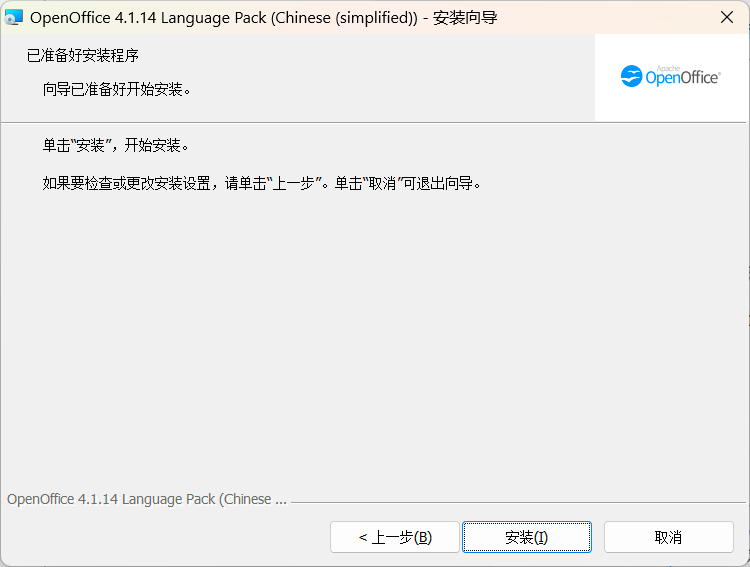 OpenOffice 4.1.14 Language Pack (Chinese (simplified)) - 安装向导
已准备好安装程序
向导已准备好开始安装。
Apache
OpenOffice®
单击“安装”，开始安装。
如果要检查或更改安装设置，请单击“上一步”。单击“取消”可退出向导。
OpenOffice 4.1.14 Language Pack (Chinese ...
< 上一步(B)
安装(I)
取消